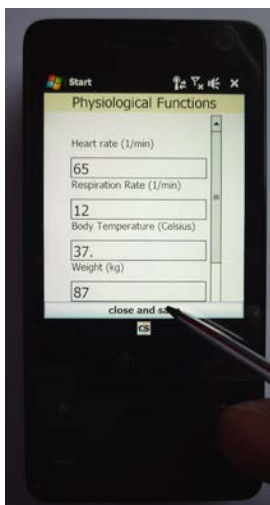 Start
Physiological Functions
Heart rate (1/min)
65
Respiration Rate (1/min)
12
Body Temperature (Celsius)
37.
Weight (kg)
87
close and
CS